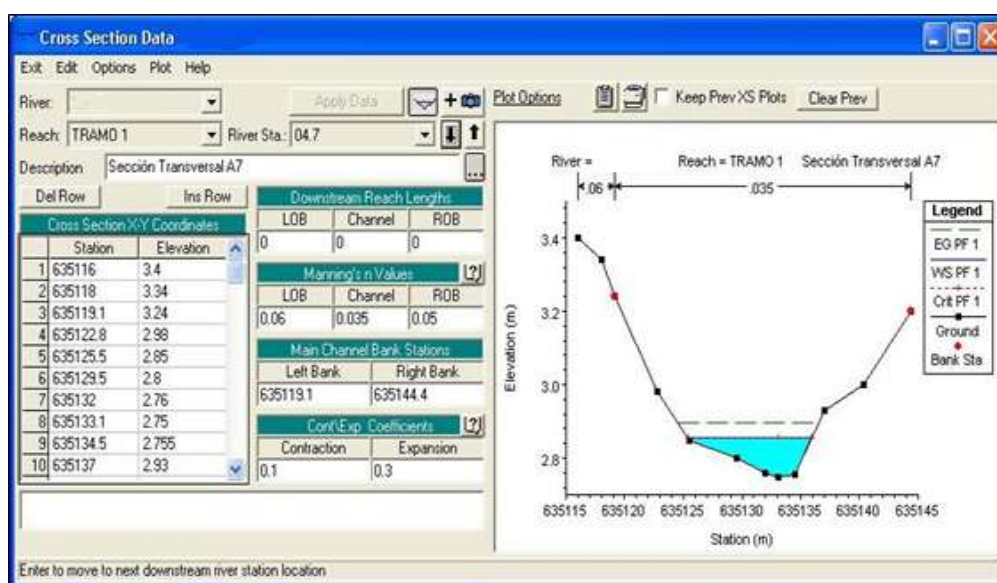 Cross Section Data
Exit Edit Options Plot Help
River:
Apply Data
Reach: TRAMO 1
River Sta.: 04.7
Description Sección Transversal A7
Del Row
Ins Row
Cross Section X-Y Coordinates
Station Elevation
1 635116 3.4
2 635118 3.34
3 635119.1 3.24
4 635122.8 2.98
5 635125.5 2.85
6 635129.5 2.8
7 635132 2.76
8 635133.1 2.75
9 635134.5 2.755
10 635137 2.93
Downstream Reach Lengths
LOB Channel ROB
0 0 0
Manning's n Values
LOB Channel ROB
0.06 0.035 0.05
Main Channel Bank Stations
Left Bank Right Bank
635119.1 635144.4
Cont\Exp Coefficients
Contraction Expansion
0.1 0.3
Enter to move to next downstream river station location
Plot Options
Keep Prev XS Plots
Clear Prev
River = Reach = TRAMO 1 Sección Transversal A7
.06 .035
Elevation (m)
3.4
3.2
3.0
2.8
635115 635120 635125 635130 635135 635140 635145
Station (m)
Legend
EG PF 1
WS PF 1
Crit PF 1
Ground
Bank Sta